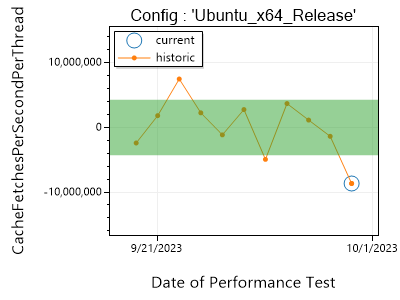 Config : 'Ubuntu_x64_Release'
current
historic
CacheFetchesPerSecondPerThread
10,000,000
0
-10,000,000
9/21/2023
10/1/2023
Date of Performance Test